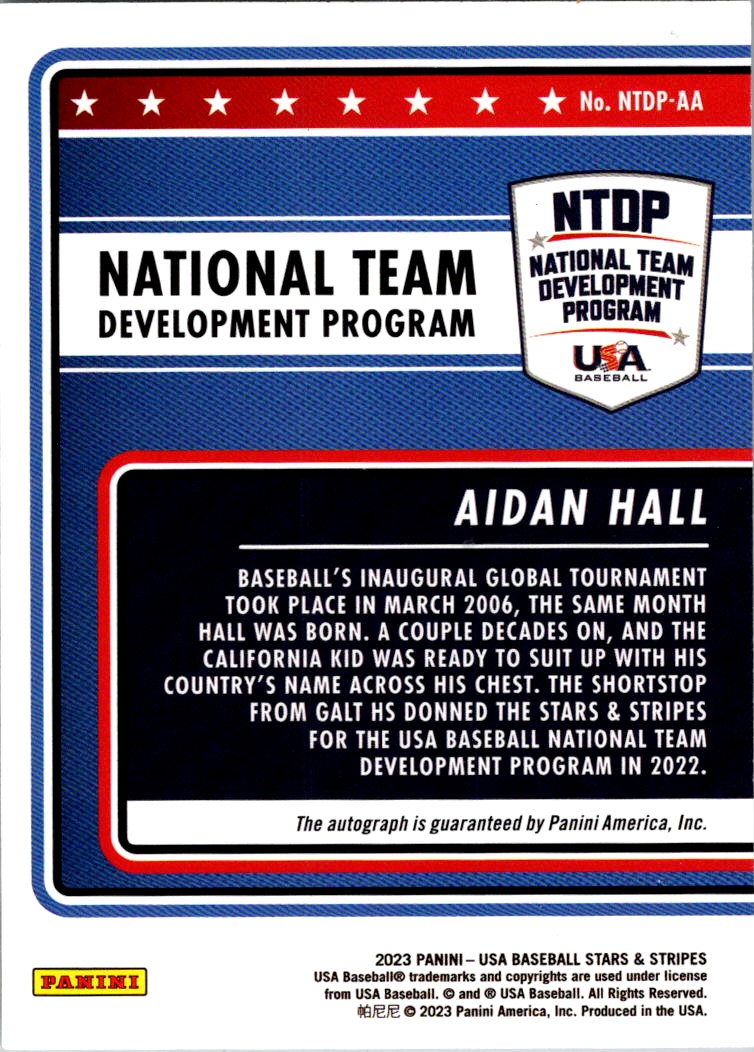 No. NTDP-AA
NTDP
NATIONAL TEAM
DEVELOPMENT
PROGRAM
USA
BASEBALL
NATIONAL TEAM
DEVELOPMENT PROGRAM
AIDAN HALL
BASEBALL'S INAUGURAL GLOBAL TOURNAMENT
TOOK PLACE IN MARCH 2006, THE SAME MONTH
HALL WAS BORN. A COUPLE DECADES ON, AND THE
CALIFORNIA KID WAS READY TO SUIT UP WITH HIS
COUNTRY'S NAME ACROSS HIS CHEST. THE SHORTSTOP
FROM GALT HS DONNED THE STARS & STRIPES
FOR THE USA BASEBALL NATIONAL TEAM
DEVELOPMENT PROGRAM IN 2022.
The autograph is guaranteed by Panini America, Inc.
PANINI
2023 PANINI – USA BASEBALL STARS & STRIPES
USA Baseball® trademarks and copyrights are used under license
from USA Baseball. © and ® USA Baseball. All Rights Reserved.
帕尼尼 © 2023 Panini America, Inc. Produced in the USA.